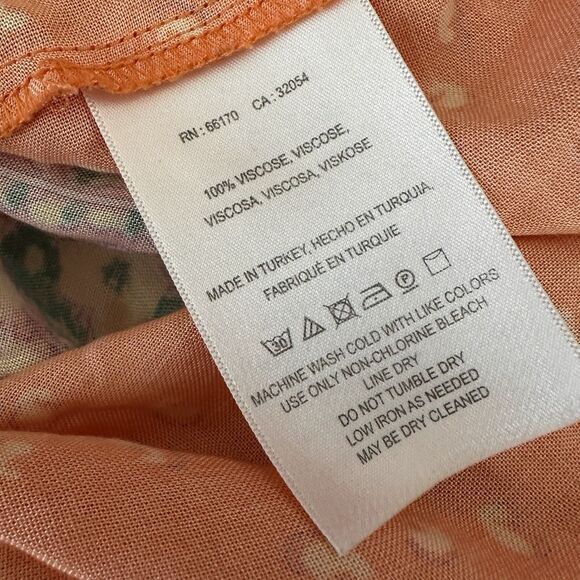 RN : 66170 CA : 32054
100% VISCOSE, VISCOSE,
VISCOSA, VISCOSA, VISKOSE
MADE IN TURKEY, HECHO EN TURQUIA,
FABRIQUÉ EN TURQUIE
30 P
MACHINE WASH COLD WITH LIKE COLORS
USE ONLY NON-CHLORINE BLEACH
LINE DRY
DO NOT TUMBLE DRY
LOW IRON AS NEEDED
MAY BE DRY CLEANED